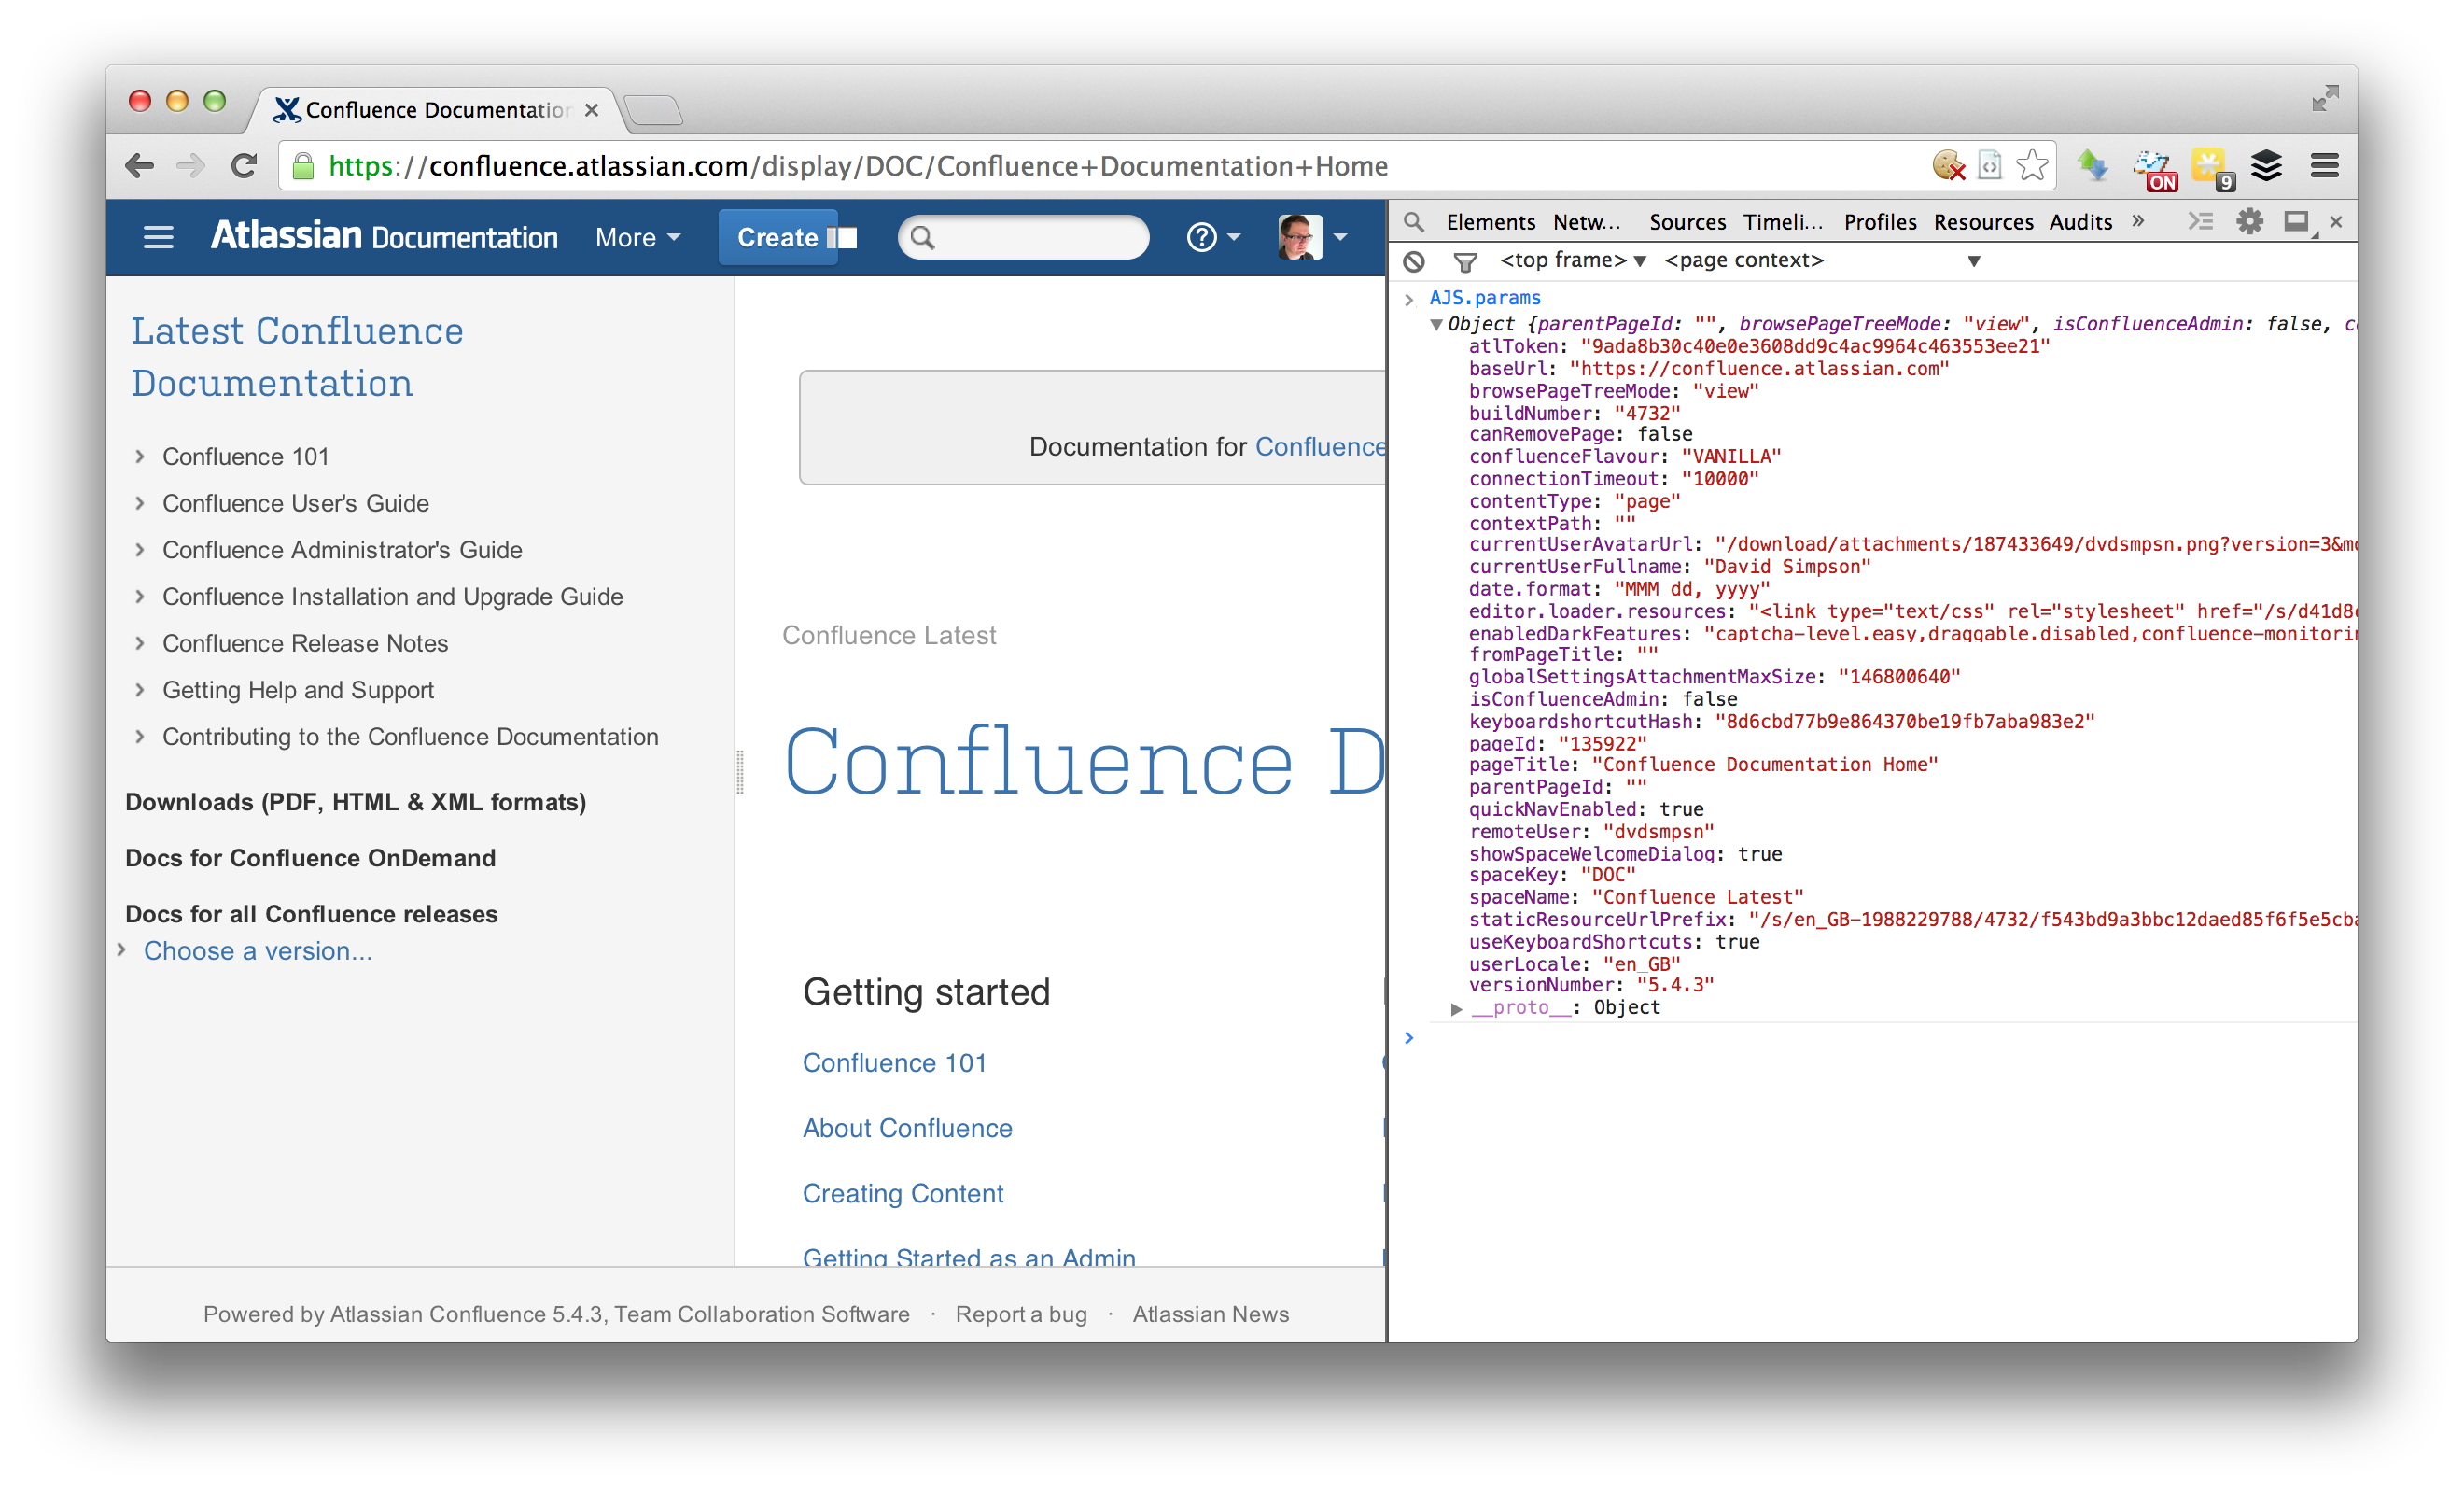 Confluence Documentation
https://confluence.atlassian.com/display/DOC/Confluence+Documentation+Home
ON
9
Atlassian Documentation More Create
Latest Confluence
Documentation
Confluence 101
Confluence User's Guide
Confluence Administrator's Guide
Confluence Installation and Upgrade Guide
Confluence Release Notes
Getting Help and Support
Contributing to the Confluence Documentation
Downloads (PDF, HTML & XML formats)
Docs for Confluence OnDemand
Docs for all Confluence releases
Choose a version...
Documentation for Confluence
Confluence Latest
Confluence D
Getting started
Confluence 101
About Confluence
Creating Content
Getting Started as an Admin
Powered by Atlassian Confluence 5.4.3, Team Collaboration Software · Report a bug · Atlassian News
Elements Netw... Sources Timeli... Profiles Resources Audits »
<top frame> ▼ <page context> ▼
AJS.params
Object {parentPageId: "", browsePageTreeMode: "view", isConfluenceAdmin: false,
atlToken: "9ada8b30c40e0e3608dd9c4ac9964c463553ee21"
baseUrl: "https://confluence.atlassian.com"
browsePageTreeMode: "view"
buildNumber: "4732"
canRemovePage: false
confluenceFlavour: "VANILLA"
connectionTimeout: "10000"
contentType: "page"
contextPath: ""
currentUserAvatarUrl: "/download/attachments/187433649/dvdsmpsn.png?version=3&mo
currentUserFullname: "David Simpson"
date.format: "MMM dd, yyyy"
editor.loader.resources: "<link type="text/css" rel="stylesheet" href="/s/d41d8c
enabledDarkFeatures: "captcha-level.easy,draggable.disabled,confluence-monitorin
fromPageTitle: ""
globalSettingsAttachmentMaxSize: "146800640"
isConfluenceAdmin: false
keyboardshortcutHash: "8d6cbd77b9e864370be19fb7aba983e2"
pageId: "135922"
pageTitle: "Confluence Documentation Home"
parentPageId: ""
quickNavEnabled: true
remoteUser: "dvdsmpsn"
showSpaceWelcomeDialog: true
spaceKey: "DOC"
spaceName: "Confluence Latest"
staticResourceUrlPrefix: "/s/en_GB-1988229788/4732/f543bd9a3bbc12daed85f6f5e5cba
useKeyboardShortcuts: true
userLocale: "en_GB"
versionNumber: "5.4.3"
__proto__: Object